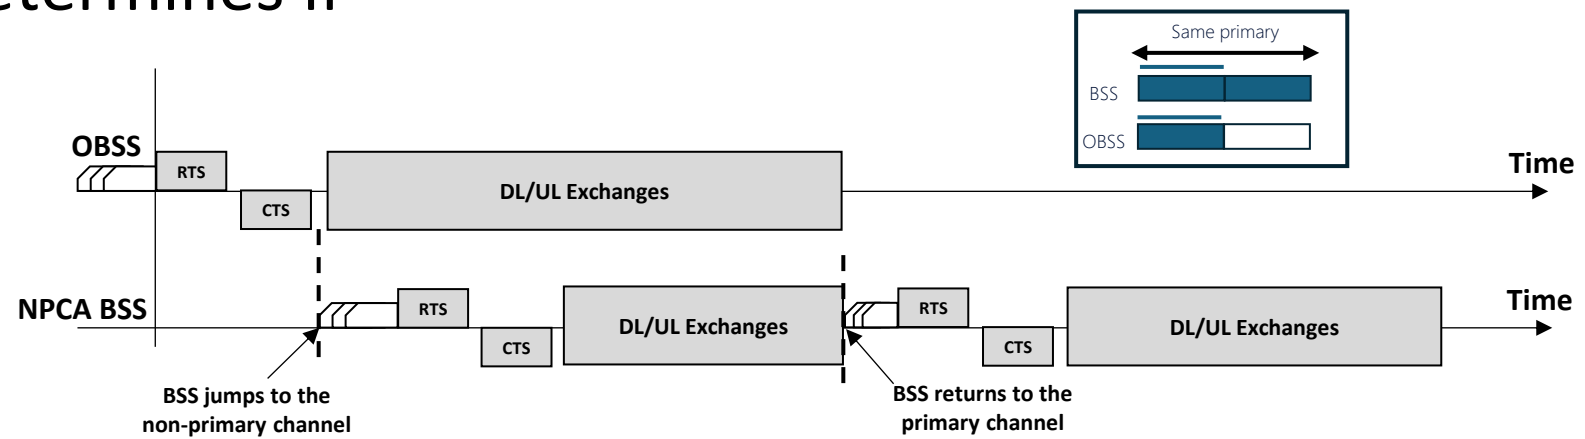 Same primary
BSS
OBSS
OBSS
RTS
CTS
DL/UL Exchanges
Time
NPCA BSS
RTS
CTS
DL/UL Exchanges
RTS
CTS
DL/UL Exchanges
Time
BSS jumps to the
non-primary channel
BSS returns to the
primary channel